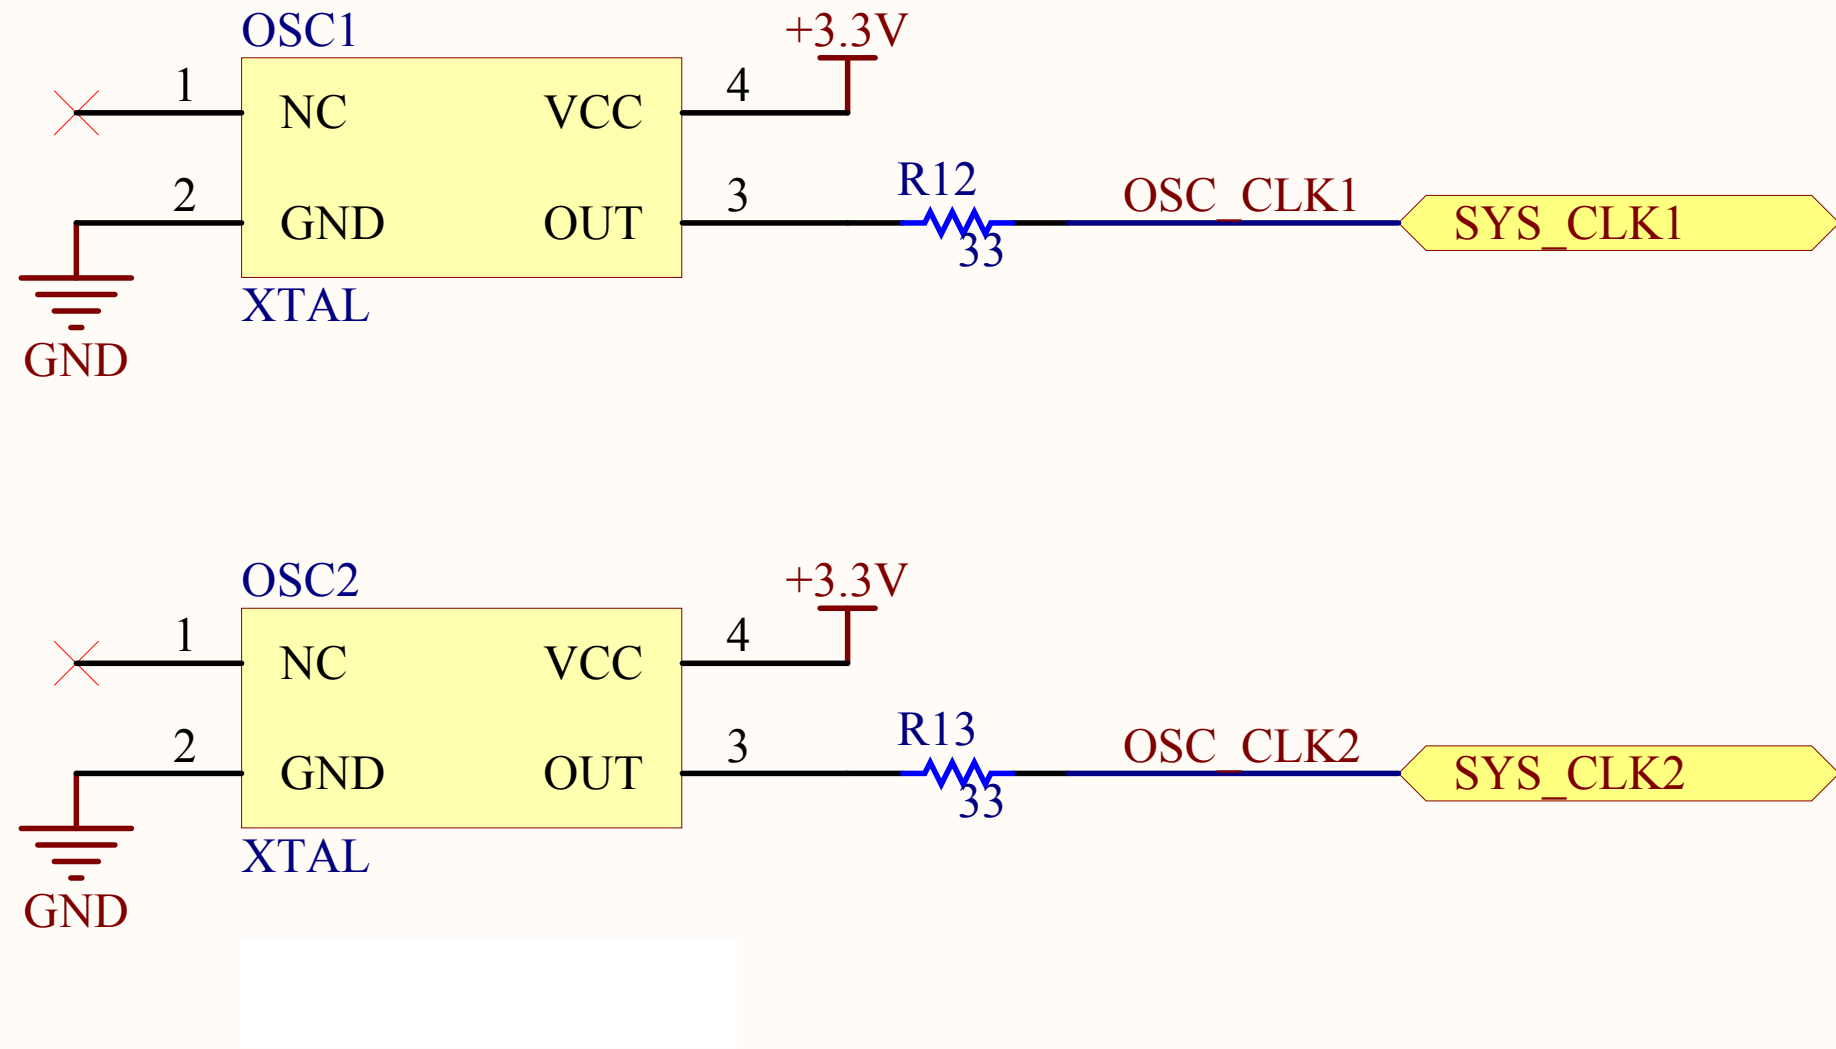 OSC1
+3.3V
1
NC
VCC
4
2
GND
OUT
3
R12
33
OSC_CLK1
SYS_CLK1
XTAL
GND
OSC2
+3.3V
1
NC
VCC
4
2
GND
OUT
3
R13
33
OSC_CLK2
SYS_CLK2
XTAL
GND